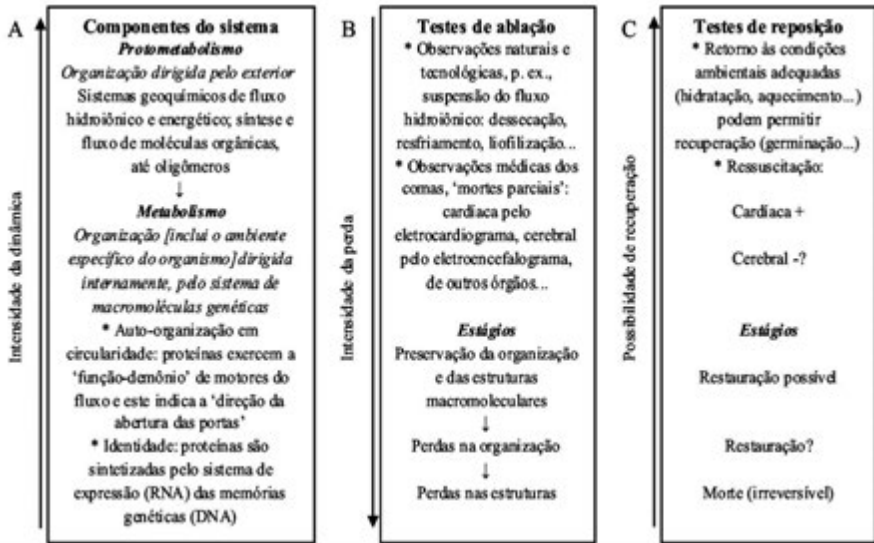 A
Intensidade da dinâmica
Componentes do sistema
Protometabolismo
Organização dirigida pelo exterior
Sistemas geoquímicos de fluxo
hidroiônico e energético; síntese e
fluxo de moléculas orgânicas,
até oligômeros
↓
Metabolismo
Organização [inclui o ambiente
específico do organismo] dirigida
internamente, pelo sistema de
macromoléculas genéticas
* Auto-organização em
circularidade: proteínas exercem a
‘função-demônio’ de motores do
fluxo e este indica a ‘direção da
abertura das portas’
* Identidade: proteínas são
sintetizadas pelo sistema de
expressão (RNA) das memórias
genéticas (DNA)
B
Intensidade da perda
Testes de ablação
* Observações naturais e
tecnológicas, p. ex.,
suspensão do fluxo
hidroiônico: dessecação,
resfriamento, liofilização...
* Observações médicas dos
comas, ‘mortes parciais’:
cardíaca pelo
eletrocardiograma, cerebral
pelo eletroencefalograma,
de outros órgãos...
Estágios
Preservação da organização
e das estruturas
macromoleculares
↓
Perdas na organização
↓
Perdas nas estruturas
C
Possibilidade de recuperação
Testes de reposição
* Retorno às condições
ambientais adequadas
(hidratação, aquecimento...)
podem permitir
recuperação (germinação...)
* Ressuscitação:
Cardíaca +
Cerebral -?
Estágios
Restauração possível
Restauração?
Morte (irreversível)